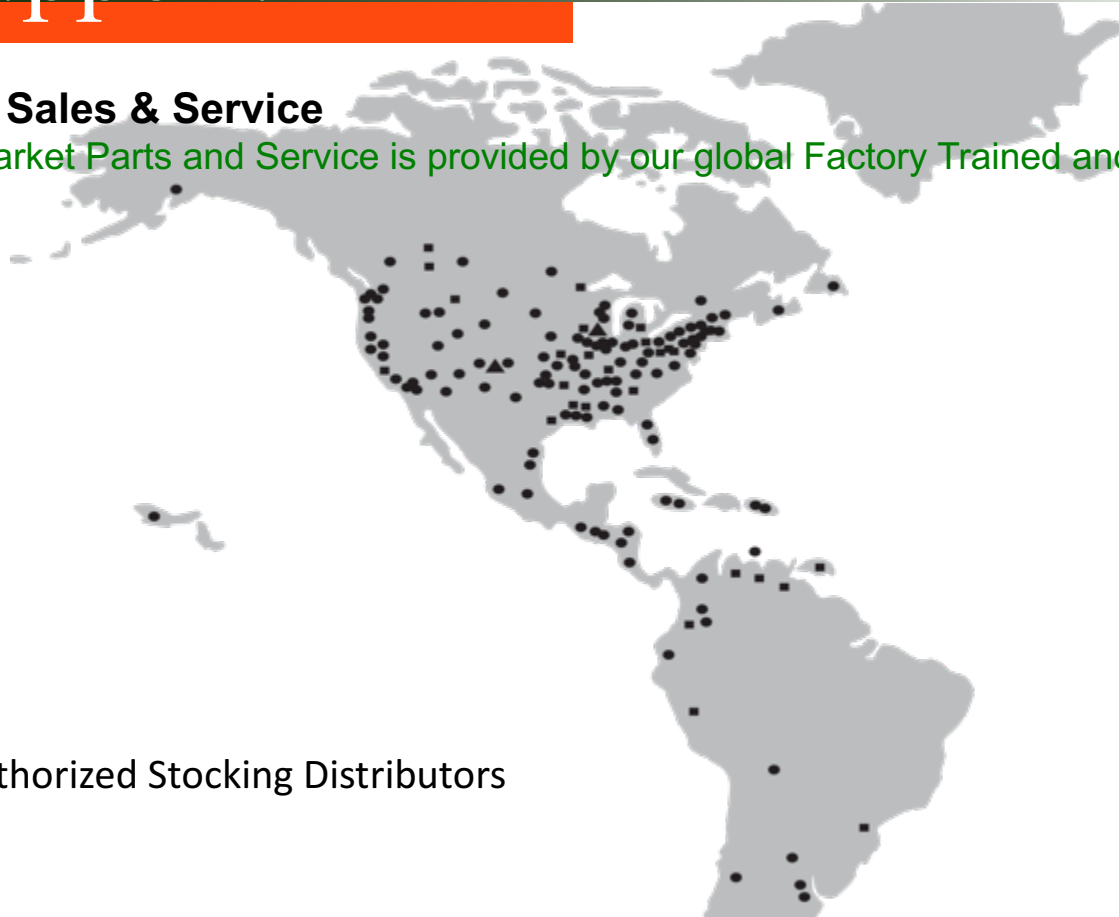 Sales & Service
arket Parts and Service is provided by our global Factory Trained and
thorized Stocking Distributors